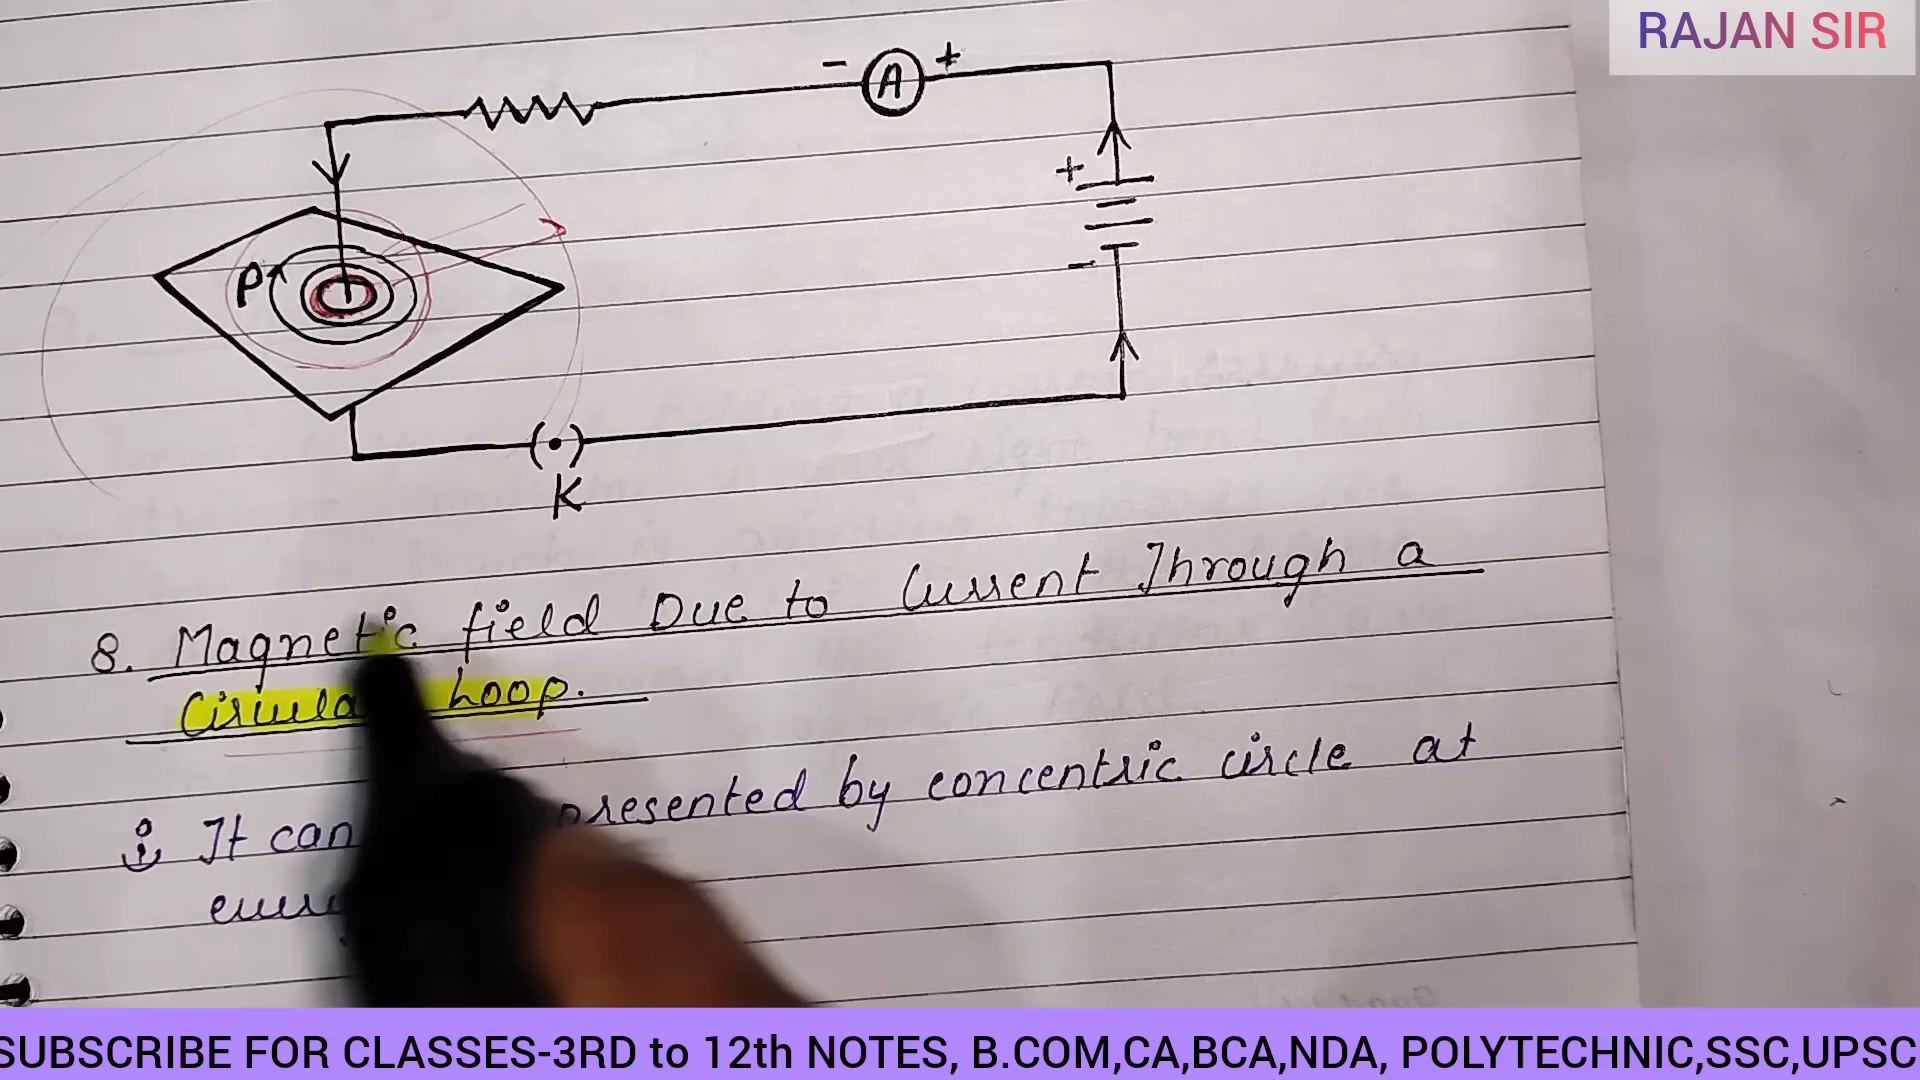 RAJAN SIR
- A +
+
-
P
K
8. Magnetic field Due to Current Through a
Circular Loop.
i) It can presented by concentric circle at
SUBSCRIBE FOR CLASSES-3RD to 12th NOTES, B.COM,CA,BCA,NDA, POLYTECHNIC,SSC,UPSC